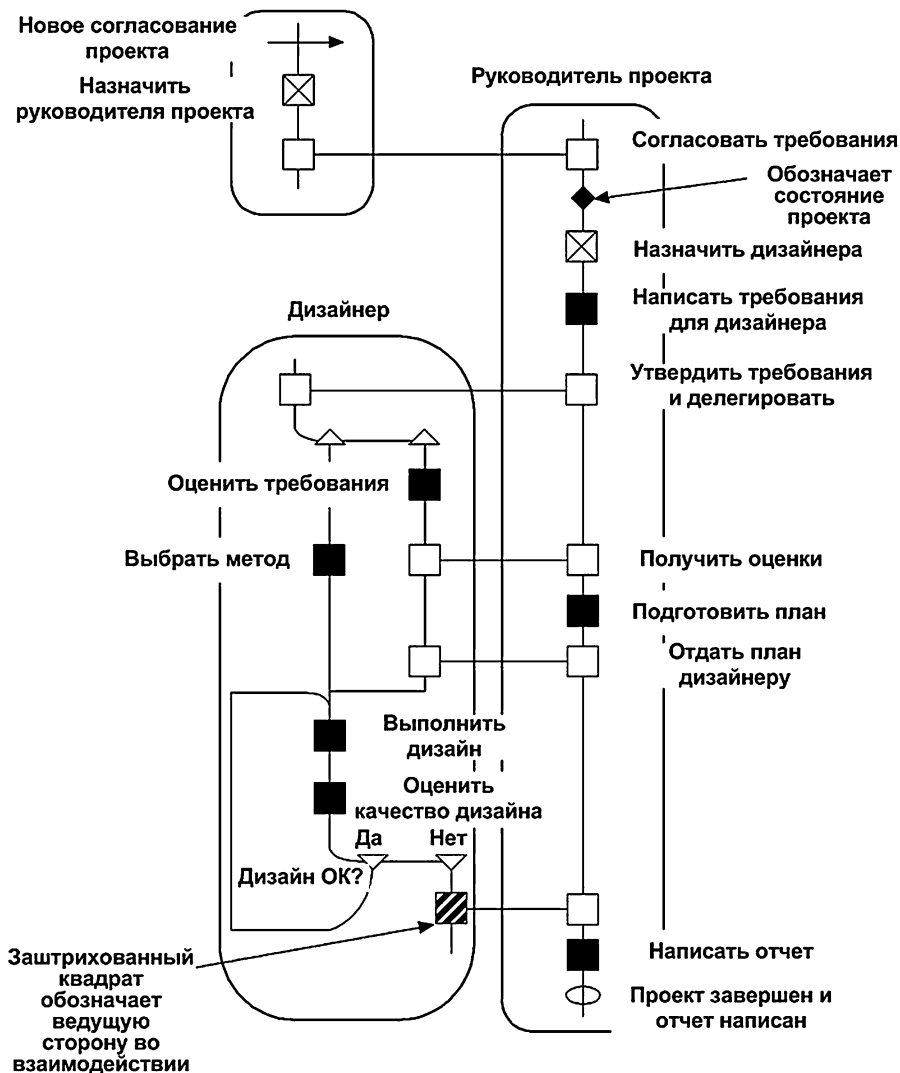 Новое согласование
проекта
Назначить
руководителя проекта
Руководитель проекта
Согласовать требования
Обозначает
состояние
проекта
Назначить дизайнера
Написать требования
для дизайнера
Дизайнер
Утвердить требования
и делегировать
Оценить требования
Выбрать метод
Получить оценки
Подготовить план
Отдать план
дизайнеру
Выполнить
дизайн
Оценить
качество дизайна
Да
Нет
Дизайн ОК?
Заштрихованный
квадрат
обозначает
ведущую
сторону во
взаимодействии
Написать отчет
Проект завершен и
отчет написан